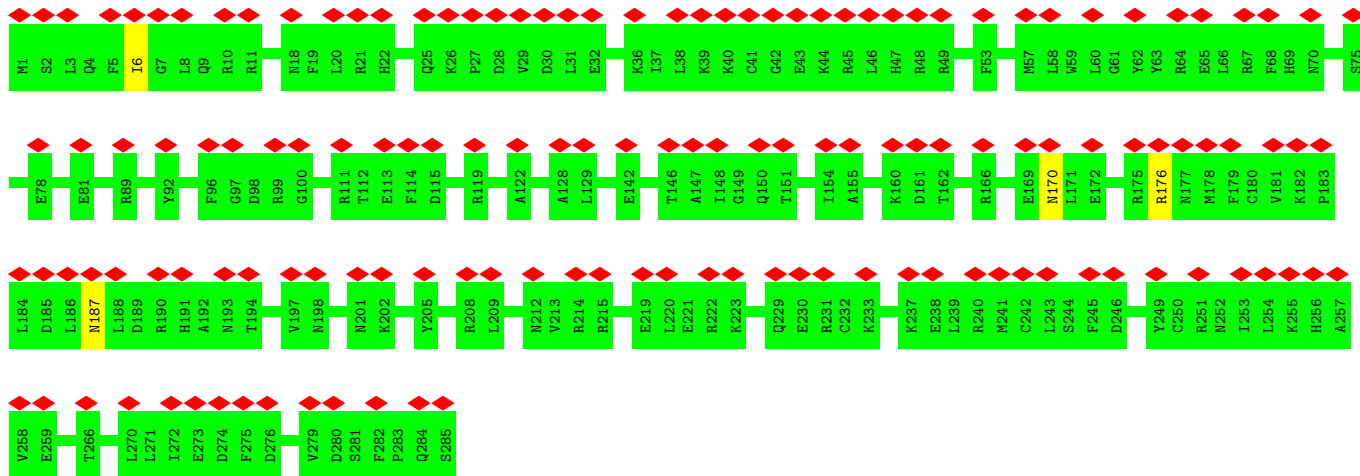 M1 S2 L3 Q4 F5 I6 G7 L8 Q9 R10 R11 N18 F19 L20 R21 H22 Q25 K26 P27 D28 V29 D30 L31 E32 K36 I37 L38 K39 K40 C41 G42 E43 K44 R45 L46 H47 R48 R49 F53 M57 L58 W59 L60 G61 Y62 Y63 R64 E65 L66 R67 F68 H69 N70 S75
E78 E81 R89 Y92 F96 G97 D98 R99 G100 R111 T112 E113 F114 D115 R119 A122 A128 L129 E142 T146 A147 I148 G149 Q150 T151 I154 A155 K160 D161 T162 R166 E169 N170 L171 E172 R175 R176 N177 M178 F179 C180 V181 K182 P183
L184 D185 L186 N187 L188 D189 R190 H191 A192 N193 T194 V197 N198 N201 K202 Y205 R208 L209 N212 V213 R214 R215 E219 L220 E221 R222 K223 Q229 E230 R231 C232 K233 K237 E238 L239 R240 M241 C242 L243 S244 F245 D246 Y249 C250 R251 N252 I253 L254 K255 H256 A257
V258 E259 T266 L270 L271 I272 E273 D274 F275 D276 V279 D280 S281 F282 P283 Q284 S285